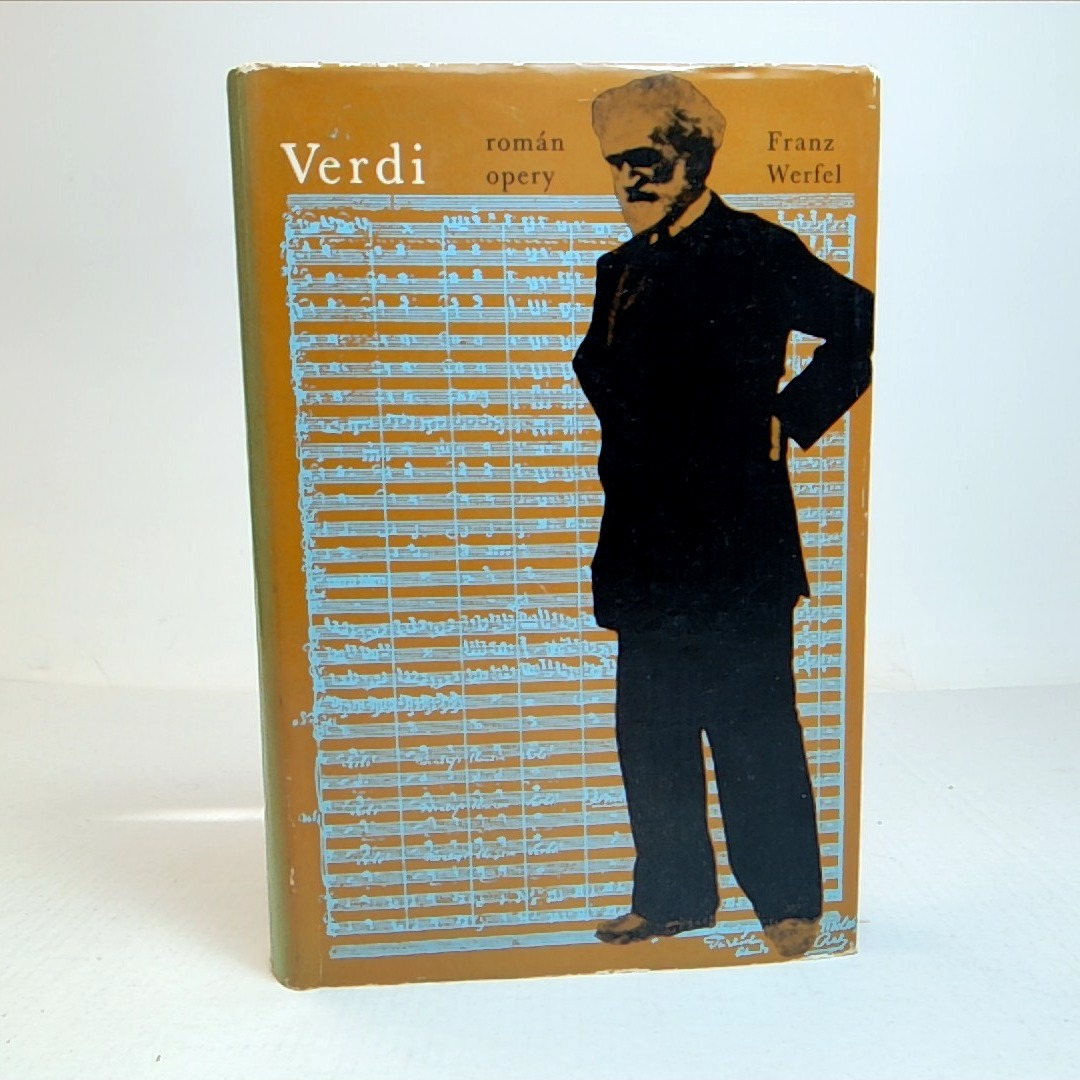 Verdi
román
opery
Franz
Werfel